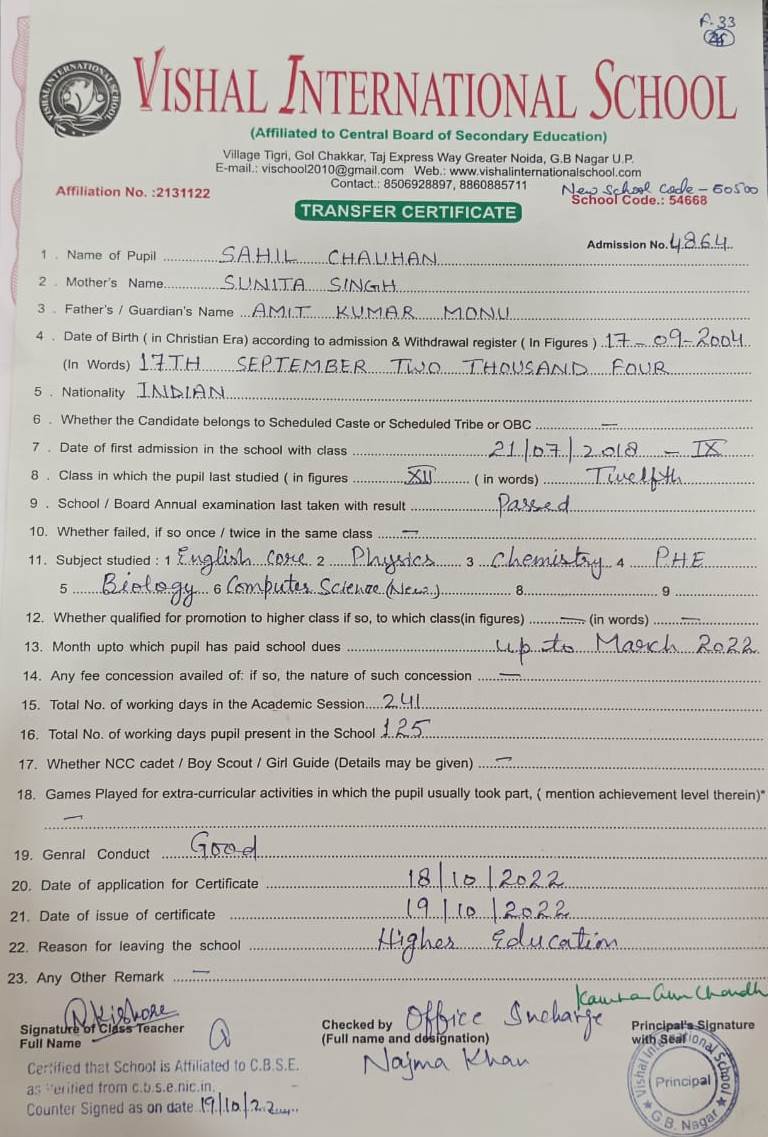 F-33
25
VISHAL INTERNATIONAL SCHOOL
VISHAL INTERNATIONAL SCHOOL
(Affiliated to Central Board of Secondary Education)
Village Tigri, Gol Chakkar, Taj Express Way Greater Noida, G.B Nagar U.P.
E-mail.: vischool2010@gmail.com Web.: www.vishalinternationalschool.com
Contact.: 8506928897, 8860885711
New School Code - 60500
Affiliation No. :2131122 School Code.: 54668
TRANSFER CERTIFICATE
Admission No. 4864
1 . Name of Pupil SAHIL CHAUHAN
2 . Mother's Name SUNITA SINGH
3 . Father's / Guardian's Name AMIT KUMAR MONU
4 . Date of Birth ( in Christian Era) according to admission & Withdrawal register ( In Figures ) 17-09-2004
(In Words) 17TH SEPTEMBER TWO THOUSAND FOUR
5 . Nationality INDIAN
6 . Whether the Candidate belongs to Scheduled Caste or Scheduled Tribe or OBC —
7 . Date of first admission in the school with class 21/07/2018 - IX
8 . Class in which the pupil last studied ( in figures XII ( in words) Twelfth
9 . School / Board Annual examination last taken with result Passed
10. Whether failed, if so once / twice in the same class —
11. Subject studied : 1 English Core 2 Physics 3 Chemistry 4 P.H.E
5 Biology 6 Computer Science (New) 8 9
12. Whether qualified for promotion to higher class if so, to which class(in figures) — (in words) —
13. Month upto which pupil has paid school dues up to March 2022
14. Any fee concession availed of: if so, the nature of such concession —
15. Total No. of working days in the Academic Session 241
16. Total No. of working days pupil present in the School 125
17. Whether NCC cadet / Boy Scout / Girl Guide (Details may be given) —
18. Games Played for extra-curricular activities in which the pupil usually took part, ( mention achievement level therein)*
—
19. Genral Conduct Good
20. Date of application for Certificate 18/10/2022
21. Date of issue of certificate 19/10/2022
22. Reason for leaving the school Higher Education
23. Any Other Remark —
Kishore
Signature of Class Teacher
Full Name
Checked by Office Incharge
(Full name and designation)
Najma Khan
Principal's Signature
with Seal
Certified that School is Affiliated to C.B.S.E.
as Verified from c.b.s.e.nic.in.
Counter Signed as on date 19/10/22
Vishal International School
Principal
G.B. Nagar